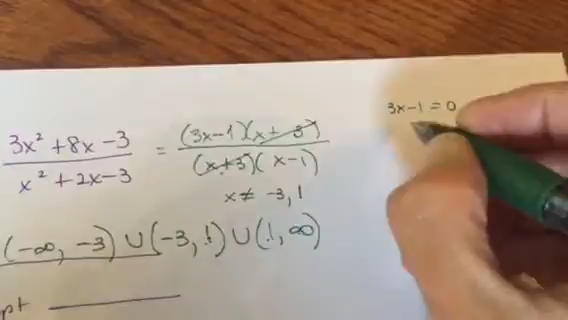 3x-1=0
3x²+8x-3 / x²+2x-3 = (3x-1)(x+3) / (x+3)(x-1)
x≠ -3, 1
(-∞, -3) ∪ (-3, 1) ∪ (1, ∞)
pt